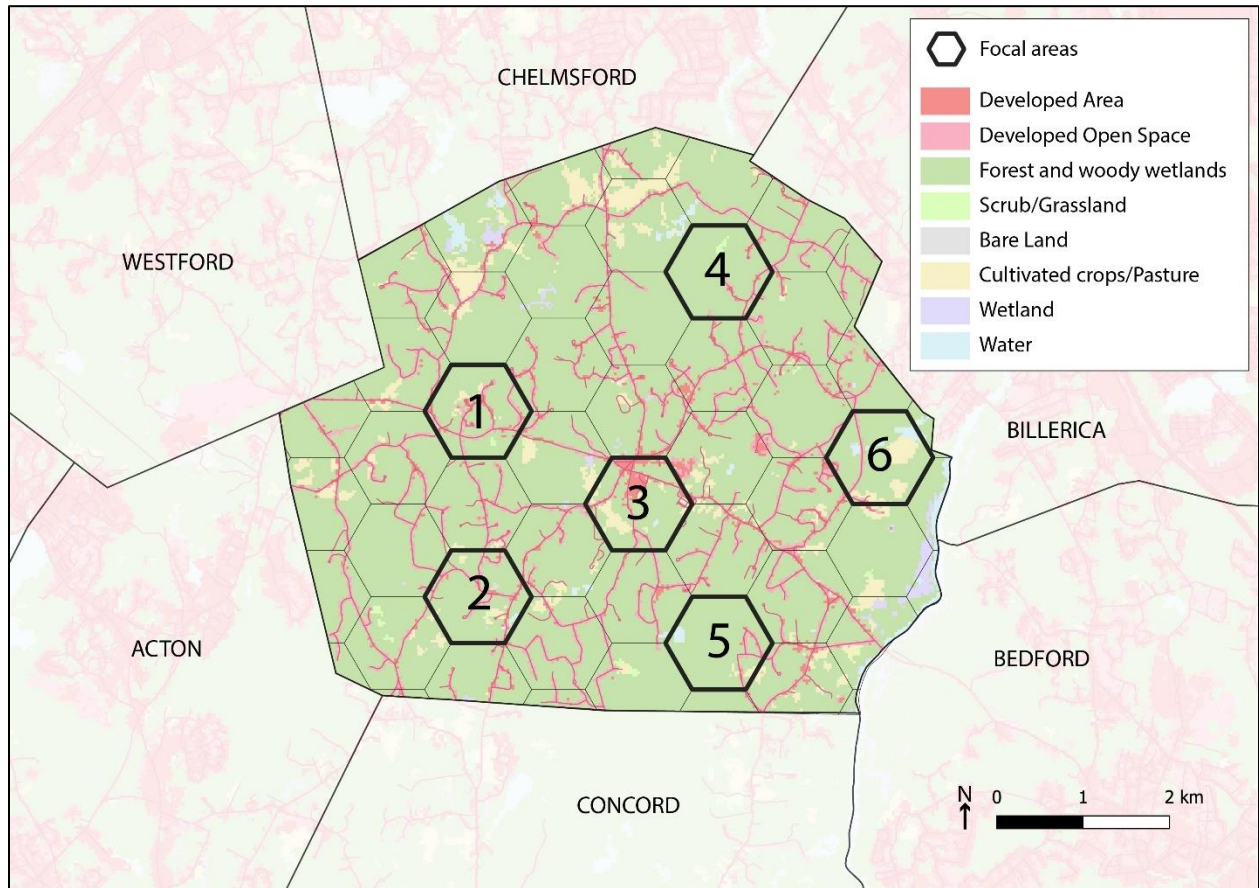 CHELMSFORD
WESTFORD
Focal areas
Developed Area
Developed Open Space
Forest and woody wetlands
Scrub/Grassland
Bare Land
Cultivated crops/Pasture
Wetland
Water
4
1
BILLERICA
6
3
2
5
ACTON
BEDFORD
CONCORD
N
0 1 2 km